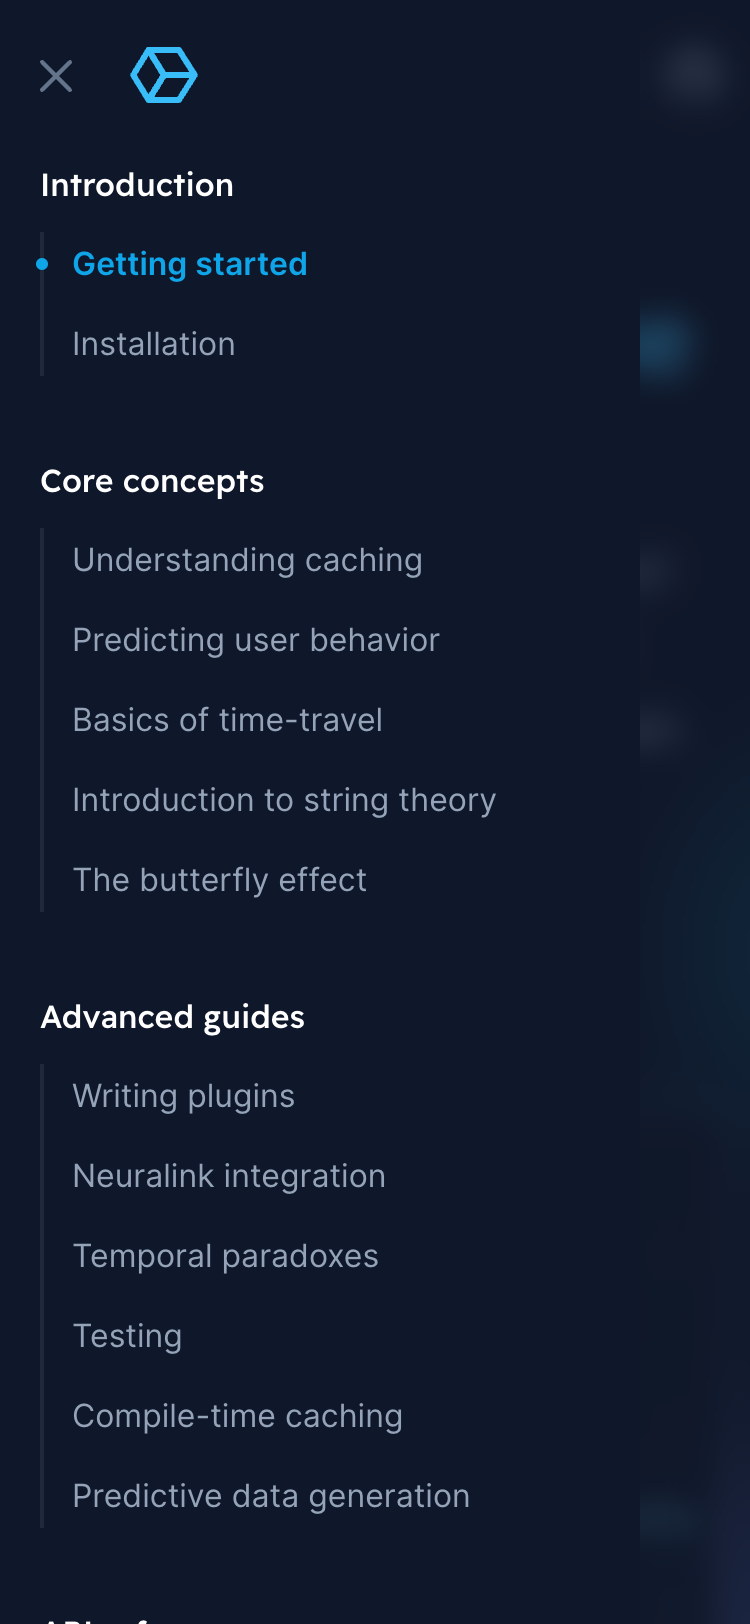 Introduction
Getting started
Installation
Core concepts
Understanding caching
Predicting user behavior
Basics of time-travel
Introduction to string theory
The butterfly effect
Advanced guides
Writing plugins
Neuralink integration
Temporal paradoxes
Testing
Compile-time caching
Predictive data generation